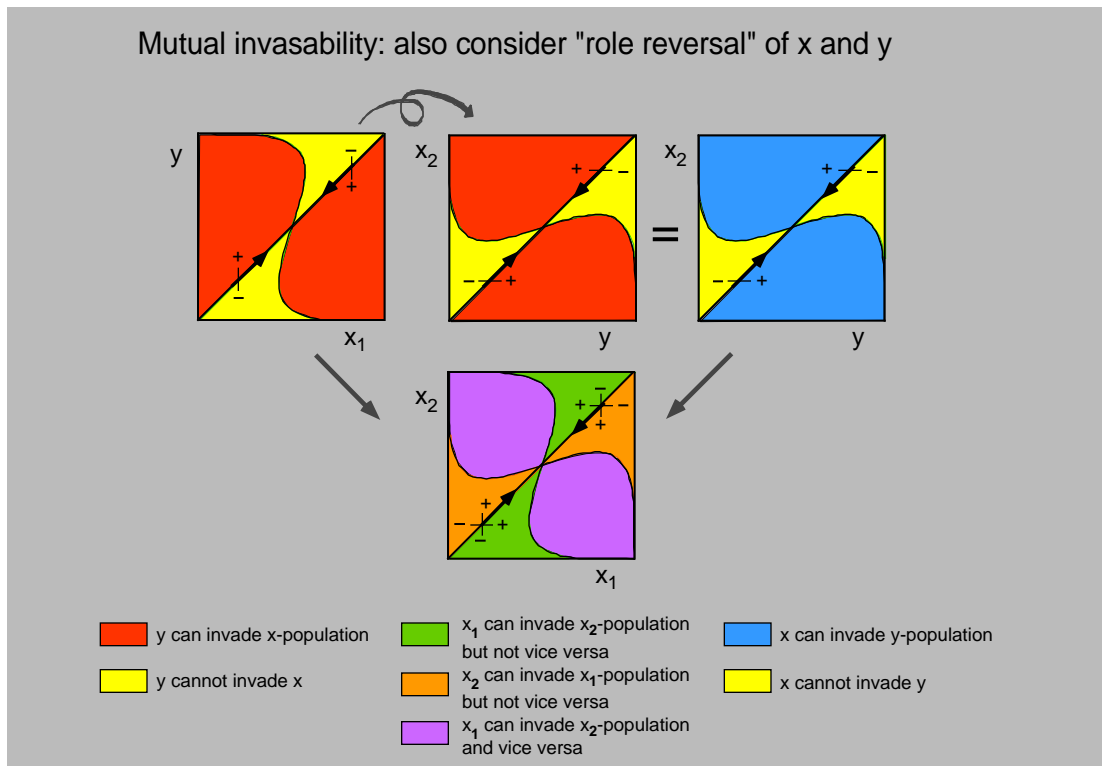 Mutual invasability: also consider "role reversal" of x and y
y
x₁
− + + −
x₂
y
+ − − +
=
x₂
y
+ − − +
x₂
x₁
− + − + + − + −
y can invade x-population
y cannot invade x
x₁ can invade x₂-population
but not vice versa
x₂ can invade x₁-population
but not vice versa
x₁ can invade x₂-population
and vice versa
x can invade y-population
x cannot invade y